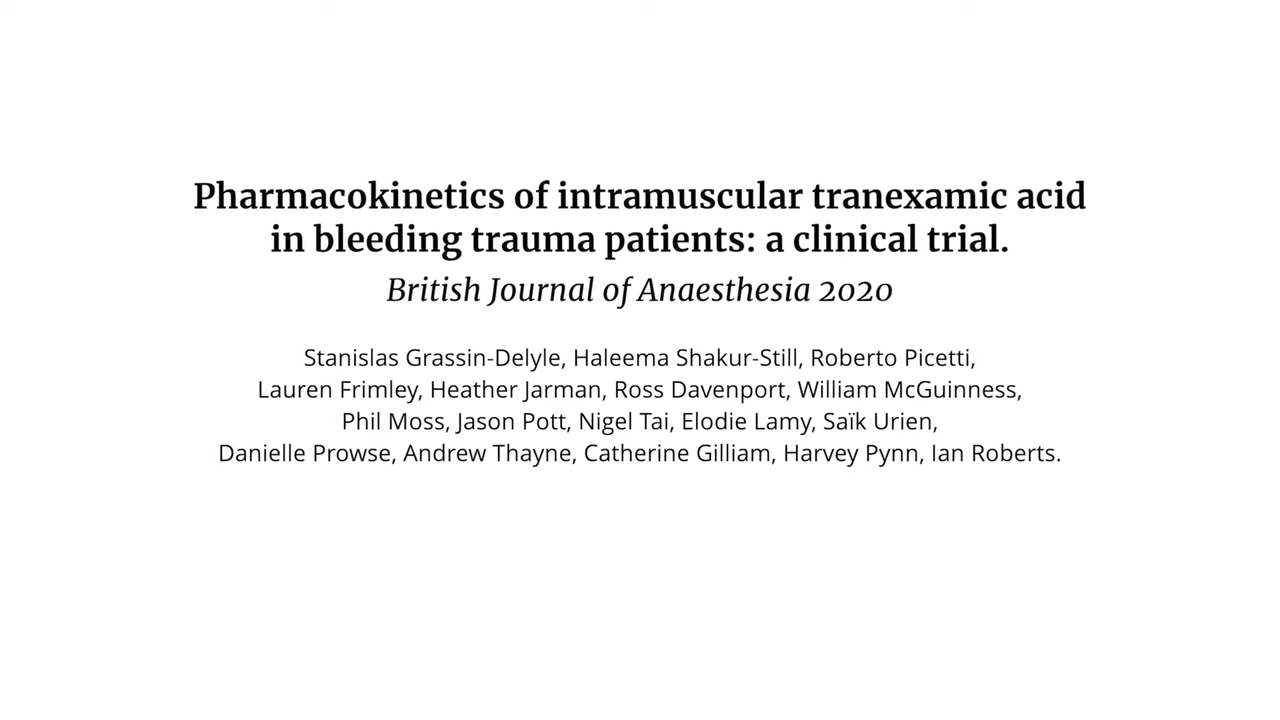 Pharmacokinetics of intramuscular tranexamic acid
in bleeding trauma patients: a clinical trial.
British Journal of Anaesthesia 2020
Stanislas Grassin-Delyle, Haleema Shakur-Still, Roberto Picetti,
Lauren Frimley, Heather Jarman, Ross Davenport, William McGuinness,
Phil Moss, Jason Pott, Nigel Tai, Elodie Lamy, Saïk Urien,
Danielle Prowse, Andrew Thayne, Catherine Gilliam, Harvey Pynn, Ian Roberts.